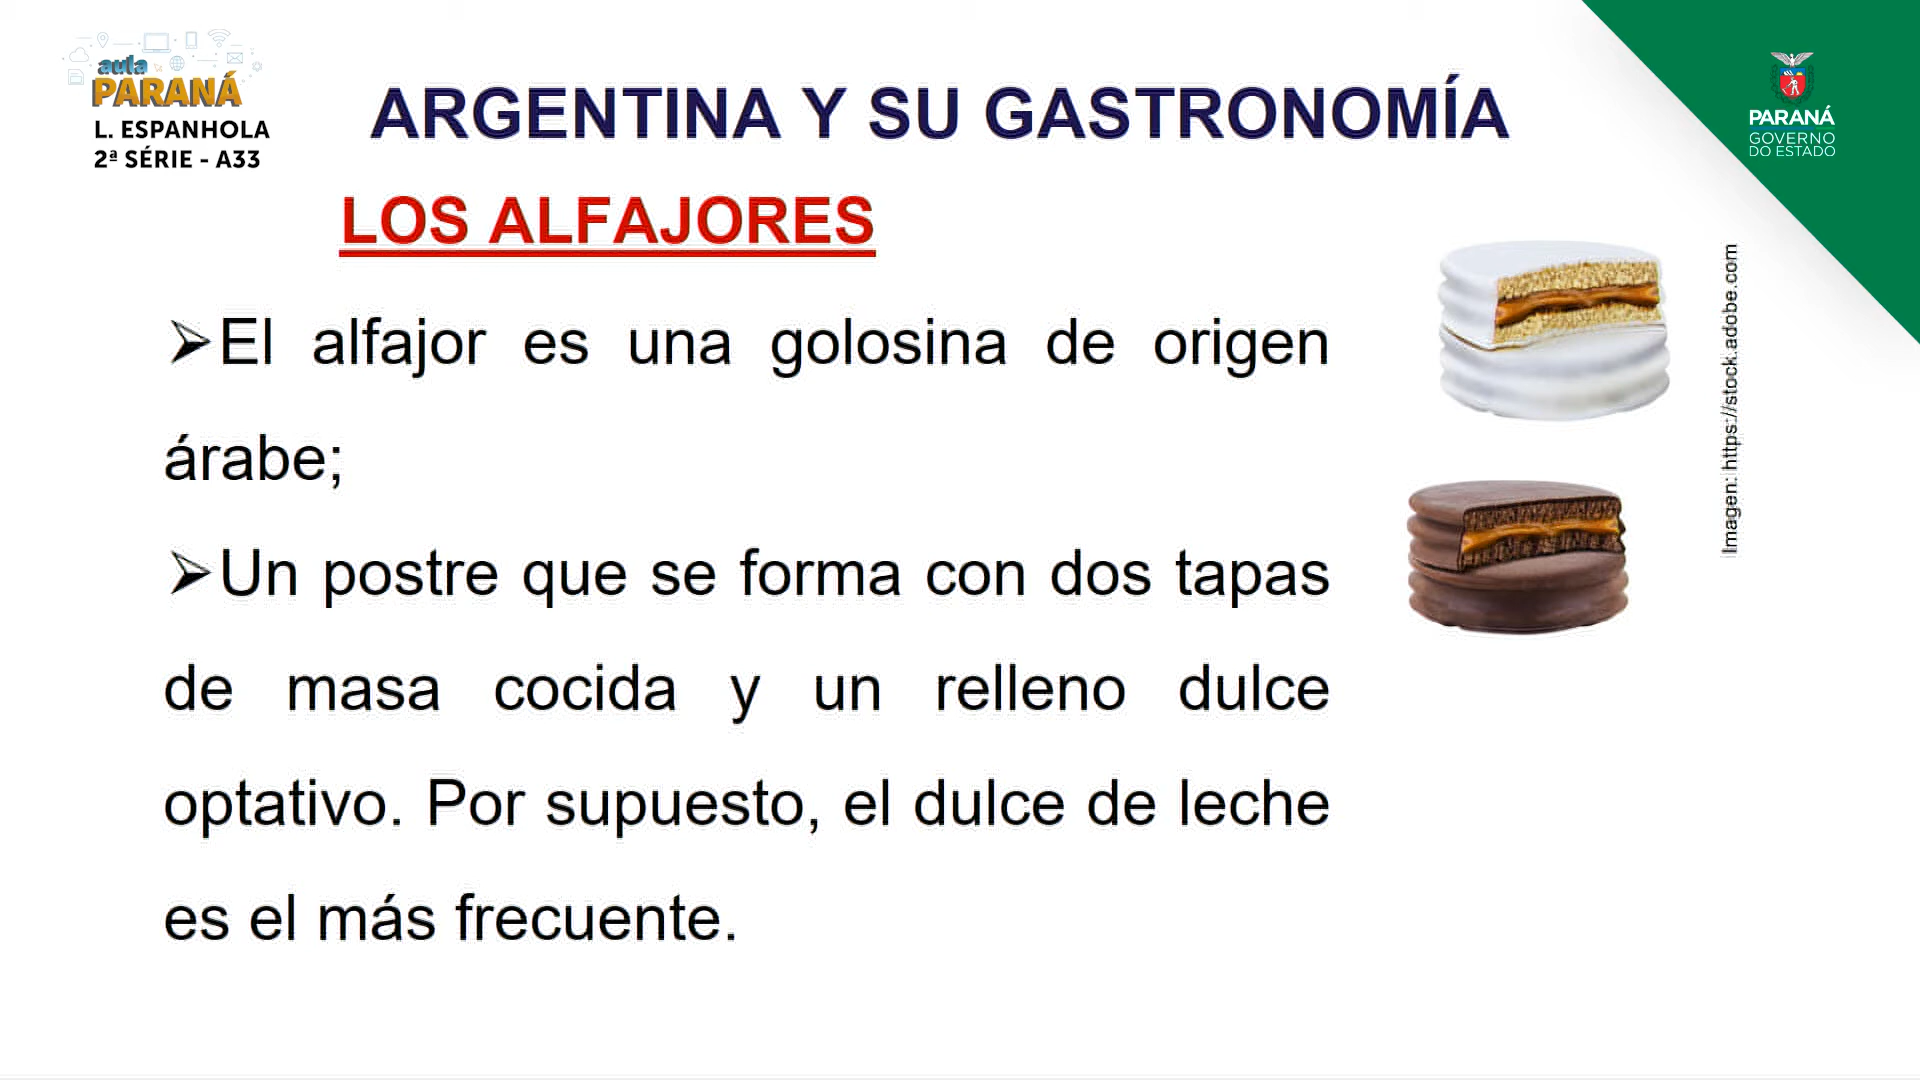 aula
PARANÁ
L. ESPANHOLA
2ª SÉRIE - A33
ARGENTINA Y SU GASTRONOMÍA
PARANÁ
GOVERNO
DO ESTADO
LOS ALFAJORES
➢El alfajor es una golosina de origen
árabe;
➢Un postre que se forma con dos tapas
de masa cocida y un relleno dulce
optativo. Por supuesto, el dulce de leche
es el más frecuente.
Imagen: https://stock.adobe.com